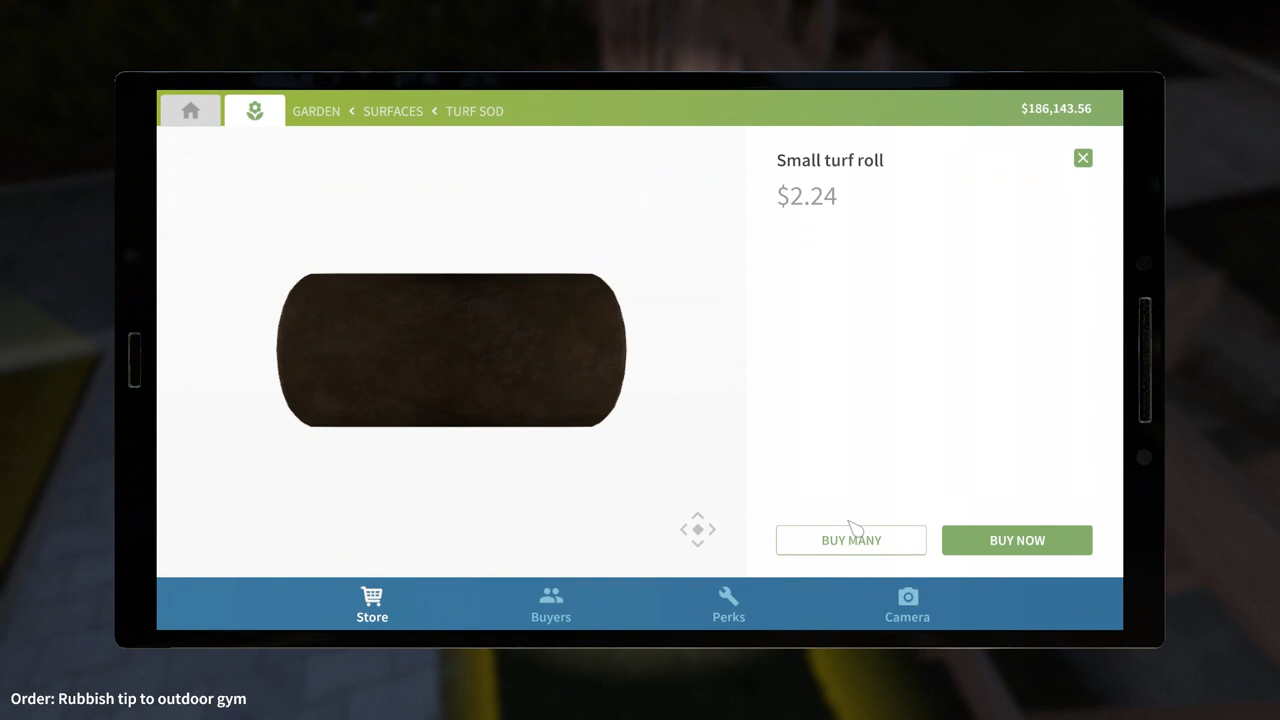 GARDEN < SURFACES < TURF SOD
$186,143.56
Small turf roll
$2.24
BUY MANY
BUY NOW
Store
Buyers
Perks
Camera
Order: Rubbish tip to outdoor gym